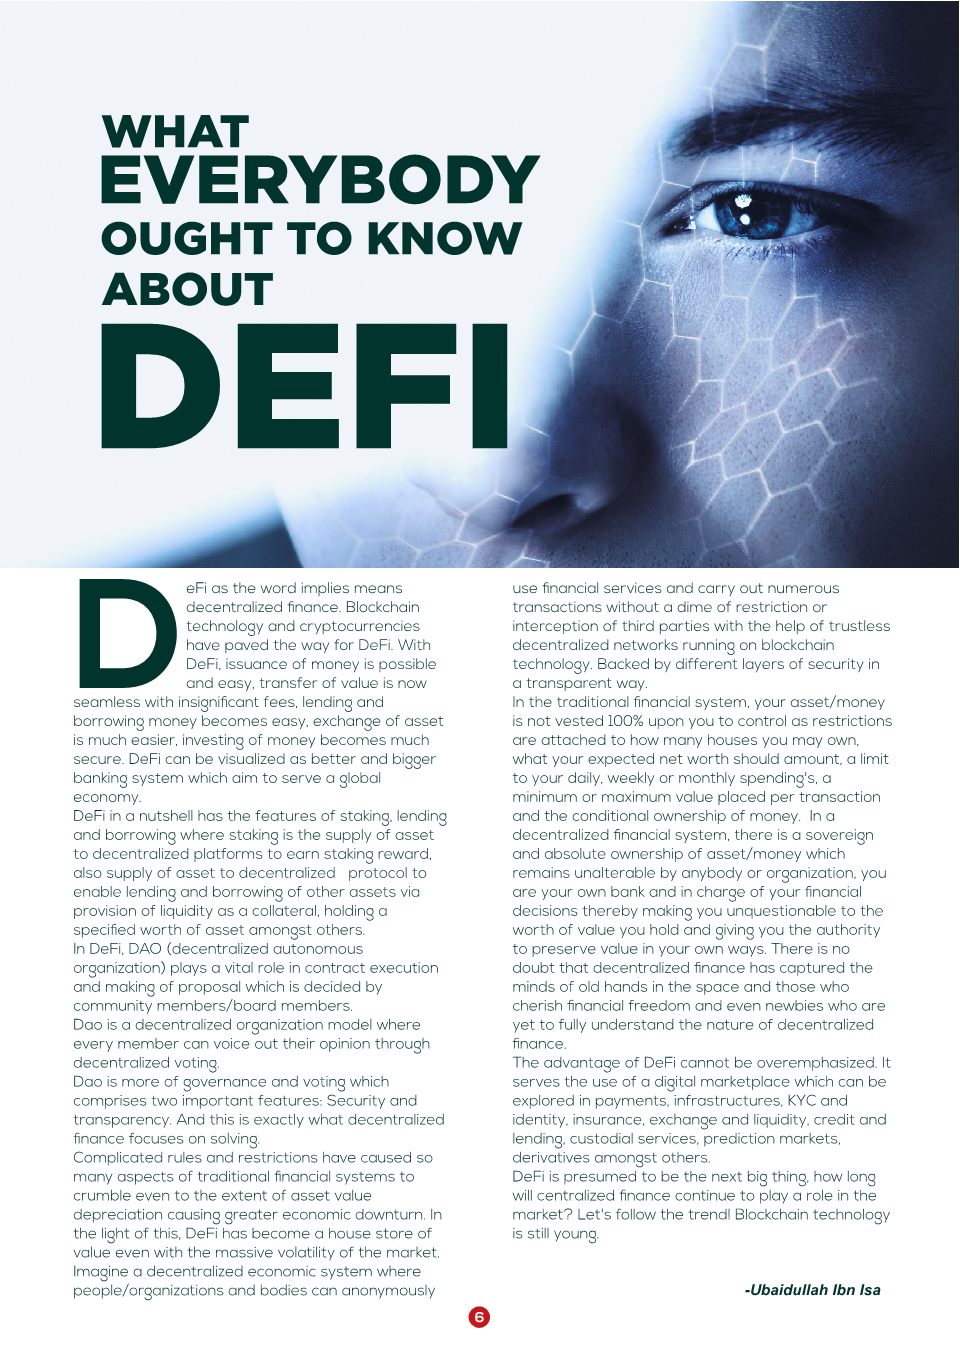 WHAT
EVERYBODY
OUGHT TO KNOW
ABOUT
DEFI
DeFi as the word implies means
decentralized finance. Blockchain
technology and cryptocurrencies
have paved the way for DeFi. With
DeFi, issuance of money is possible
and easy, transfer of value is now
seamless with insignificant fees, lending and
borrowing money becomes easy, exchange of asset
is much easier, investing of money becomes much
secure. DeFi can be visualized as better and bigger
banking system which aim to serve a global
economy.
DeFi in a nutshell has the features of staking, lending
and borrowing where staking is the supply of asset
to decentralized platforms to earn staking reward,
also supply of asset to decentralized   protocol to
enable lending and borrowing of other assets via
provision of liquidity as a collateral, holding a
specified worth of asset amongst others.
In DeFi, DAO (decentralized autonomous
organization) plays a vital role in contract execution
and making of proposal which is decided by
community members/board members.
Dao is a decentralized organization model where
every member can voice out their opinion through
decentralized voting.
Dao is more of governance and voting which
comprises two important features: Security and
transparency. And this is exactly what decentralized
finance focuses on solving.
Complicated rules and restrictions have caused so
many aspects of traditional financial systems to
crumble even to the extent of asset value
depreciation causing greater economic downturn. In
the light of this, DeFi has become a house store of
value even with the massive volatility of the market.
Imagine a decentralized economic system where
people/organizations and bodies can anonymously
use financial services and carry out numerous
transactions without a dime of restriction or
interception of third parties with the help of trustless
decentralized networks running on blockchain
technology. Backed by different layers of security in
a transparent way.
In the traditional financial system, your asset/money
is not vested 100% upon you to control as restrictions
are attached to how many houses you may own,
what your expected net worth should amount, a limit
to your daily, weekly or monthly spending's, a
minimum or maximum value placed per transaction
and the conditional ownership of money.  In a
decentralized financial system, there is a sovereign
and absolute ownership of asset/money which
remains unalterable by anybody or organization, you
are your own bank and in charge of your financial
decisions thereby making you unquestionable to the
worth of value you hold and giving you the authority
to preserve value in your own ways. There is no
doubt that decentralized finance has captured the
minds of old hands in the space and those who
cherish financial freedom and even newbies who are
yet to fully understand the nature of decentralized
finance.
The advantage of DeFi cannot be overemphasized. It
serves the use of a digital marketplace which can be
explored in payments, infrastructures, KYC and
identity, insurance, exchange and liquidity, credit and
lending, custodial services, prediction markets,
derivatives amongst others.
DeFi is presumed to be the next big thing, how long
will centralized finance continue to play a role in the
market? Let's follow the trend! Blockchain technology
is still young.
-Ubaidullah Ibn Isa
6